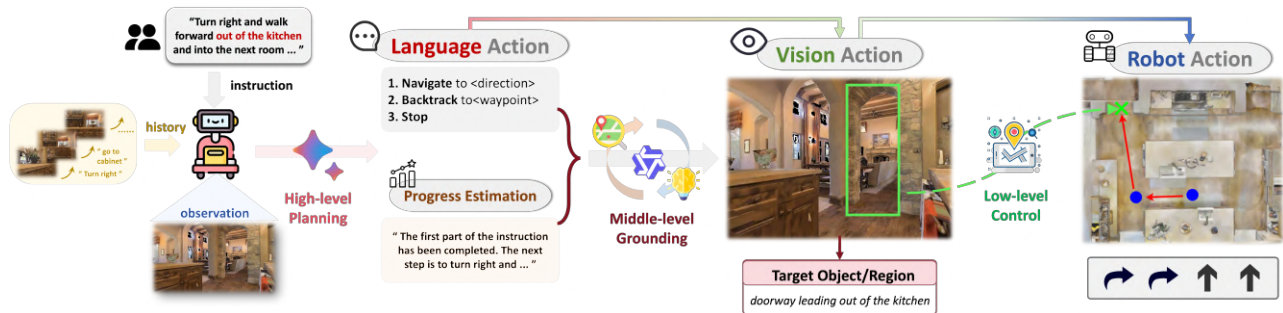 "Turn right and walk
forward out of the kitchen
and into the next room ... "
instruction
history
" go to
cabinet "
" Turn right "
observation
High-level
Planning
Language Action
1. Navigate to <direction>
2. Backtrack to<waypoint>
3. Stop
Progress Estimation
" The first part of the instruction
has been completed. The next
step is to turn right and ... "
Middle-level
Grounding
Vision Action
Target Object/Region
doorway leading out of the kitchen
Low-level
Control
Robot Action